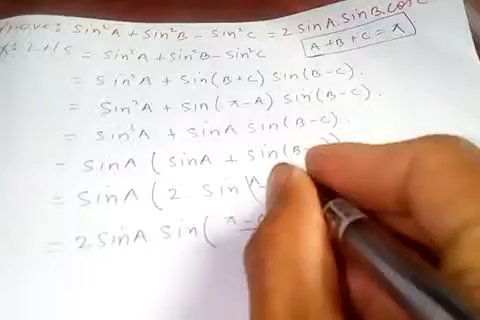 Prove: sin²A + sin²B - sin²C = 2 sinA. sinB. cosC
L.H.S = sin²A + sin²B - sin²C
A+B+C = π
= sin²A + sin(B+C) sin(B-C).
= sin²A + sin(π-A) sin(B-C).
= sin²A + sinA sin(B-C).
= sinA (sinA + sin(B-
= sinA (2. sin(A-
= 2 sinA sin(π-